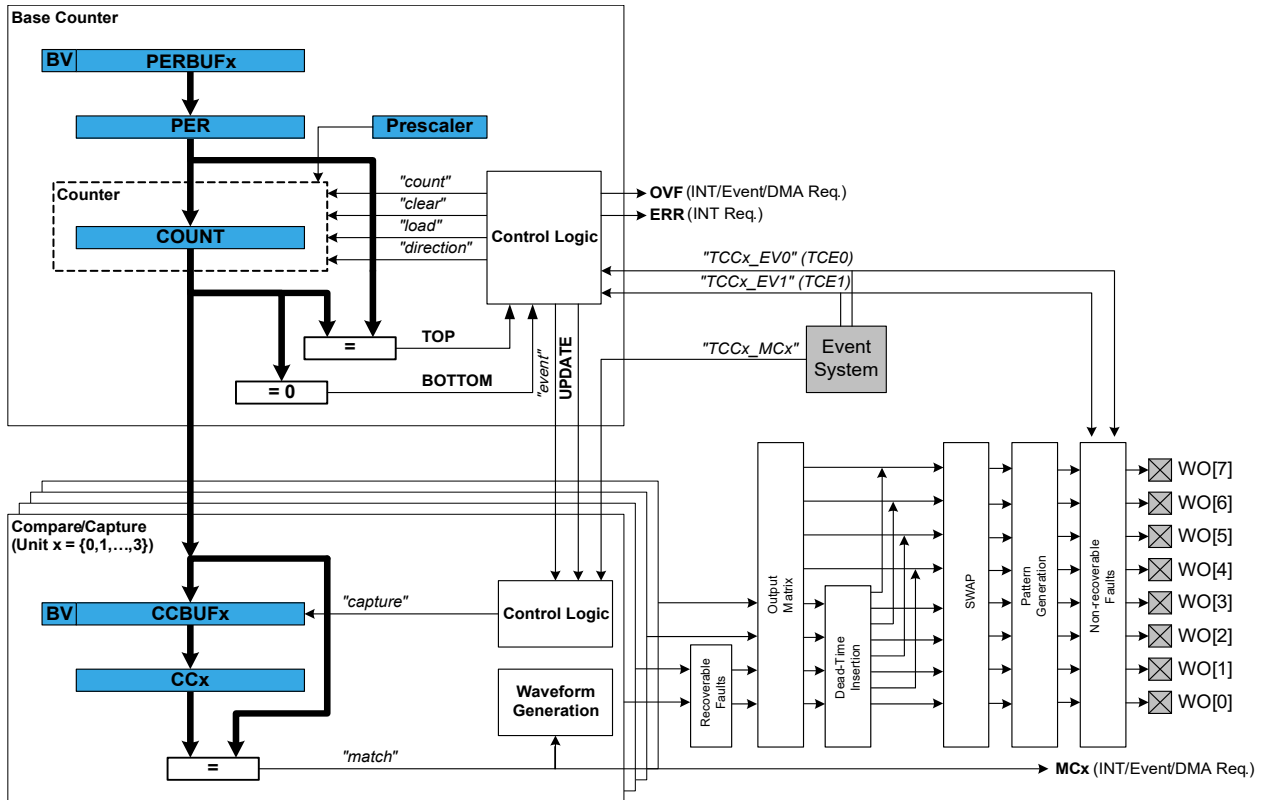 Base Counter
BV
PERBUFx
PER
Prescaler
Counter
COUNT
"count"
"clear"
"load"
"direction"
Control Logic
OVF (INT/Event/DMA Req.)
ERR (INT Req.)
"TCCx_EV0" (TCE0)
"TCCx_EV1" (TCE1)
"TCCx_MCx"
Event
System
=
TOP
= 0
BOTTOM
"event"
UPDATE
Compare/Capture
(Unit x = {0,1,…,3})
BV
CCBUFx
CCx
"capture"
Control Logic
Waveform
Generation
=
"match"
Recoverable
Faults
Output
Matrix
Dead-Time
Insertion
SWAP
Pattern
Generation
Non-recoverable
Faults
WO[7]
WO[6]
WO[5]
WO[4]
WO[3]
WO[2]
WO[1]
WO[0]
MCx (INT/Event/DMA Req.)